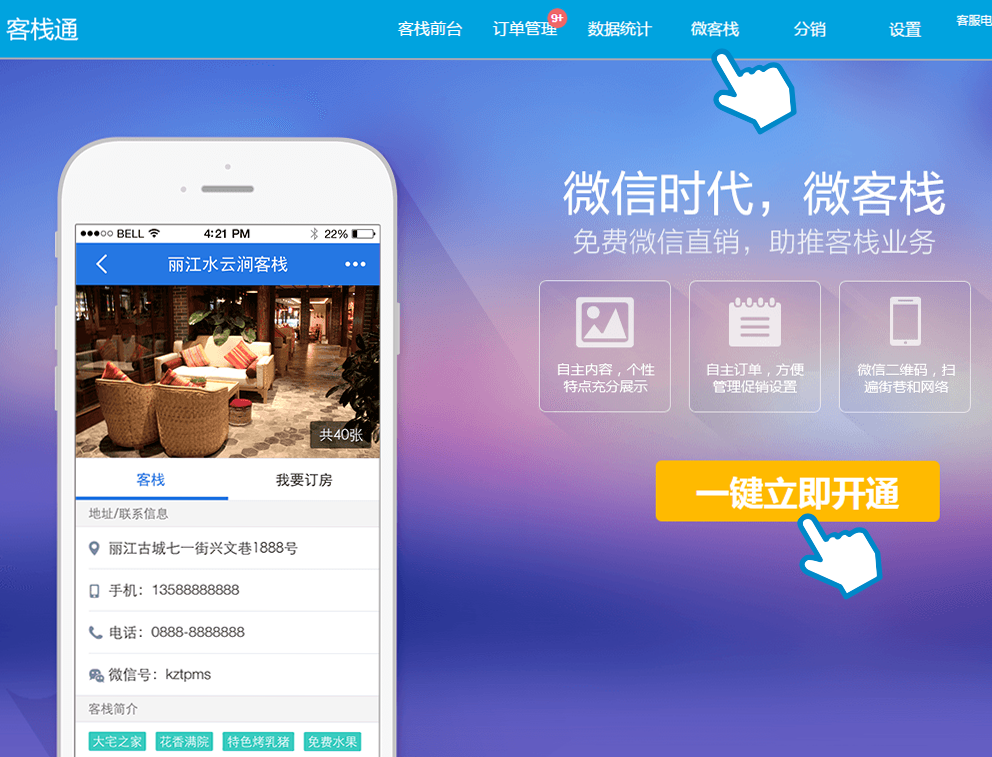 客栈通
客栈前台
订单管理
9+
数据统计
微客栈
分销
设置
客服电
微信时代，微客栈
免费微信直销，助推客栈业务
自主内容，个性
特点充分展示
自主订单，方便
管理促销设置
微信二维码，扫
遍街巷和网络
一键立即开通
BELL
4:21 PM
22%
丽江水云涧客栈
共40张
客栈
我要订房
地址/联系信息
丽江古城七一街兴文巷1888号
手机：13588888888
电话：0888-8888888
微信号：kztpms
客栈简介
大宅之家
花香满院
特色烤乳猪
免费水果